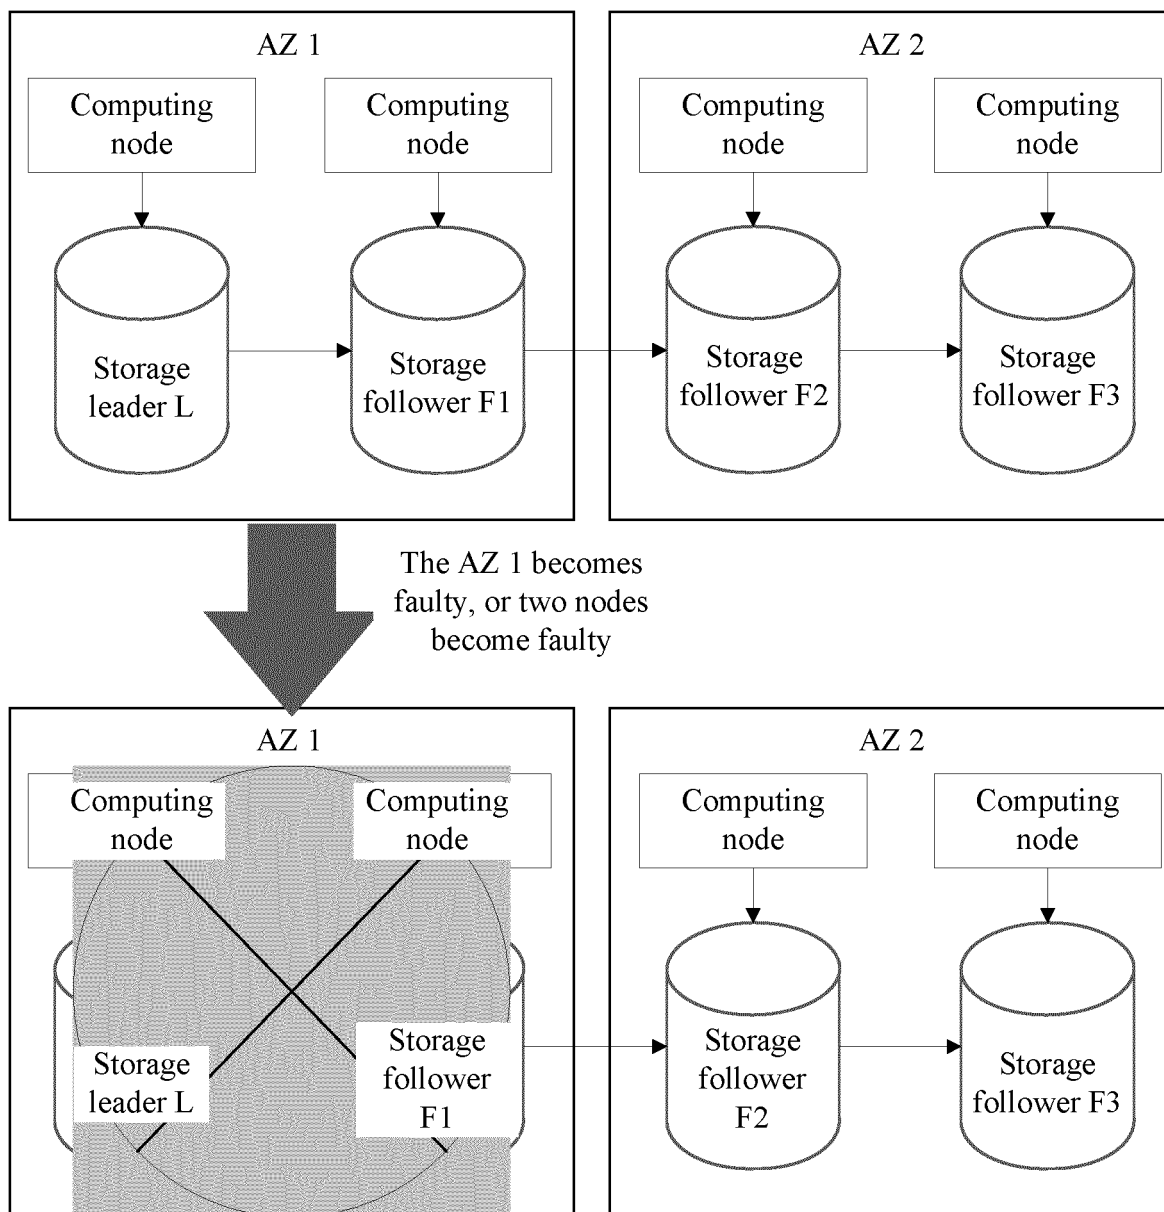 AZ 1
Computing
node
Computing
node
Storage
leader L
Storage
follower F1
AZ 2
Computing
node
Computing
node
Storage
follower F2
Storage
follower F3
The AZ 1 becomes
faulty, or two nodes
become faulty
AZ 1
Computing
node
Computing
node
Storage
leader L
Storage
follower
F1
AZ 2
Computing
node
Computing
node
Storage
follower
F2
Storage
follower F3